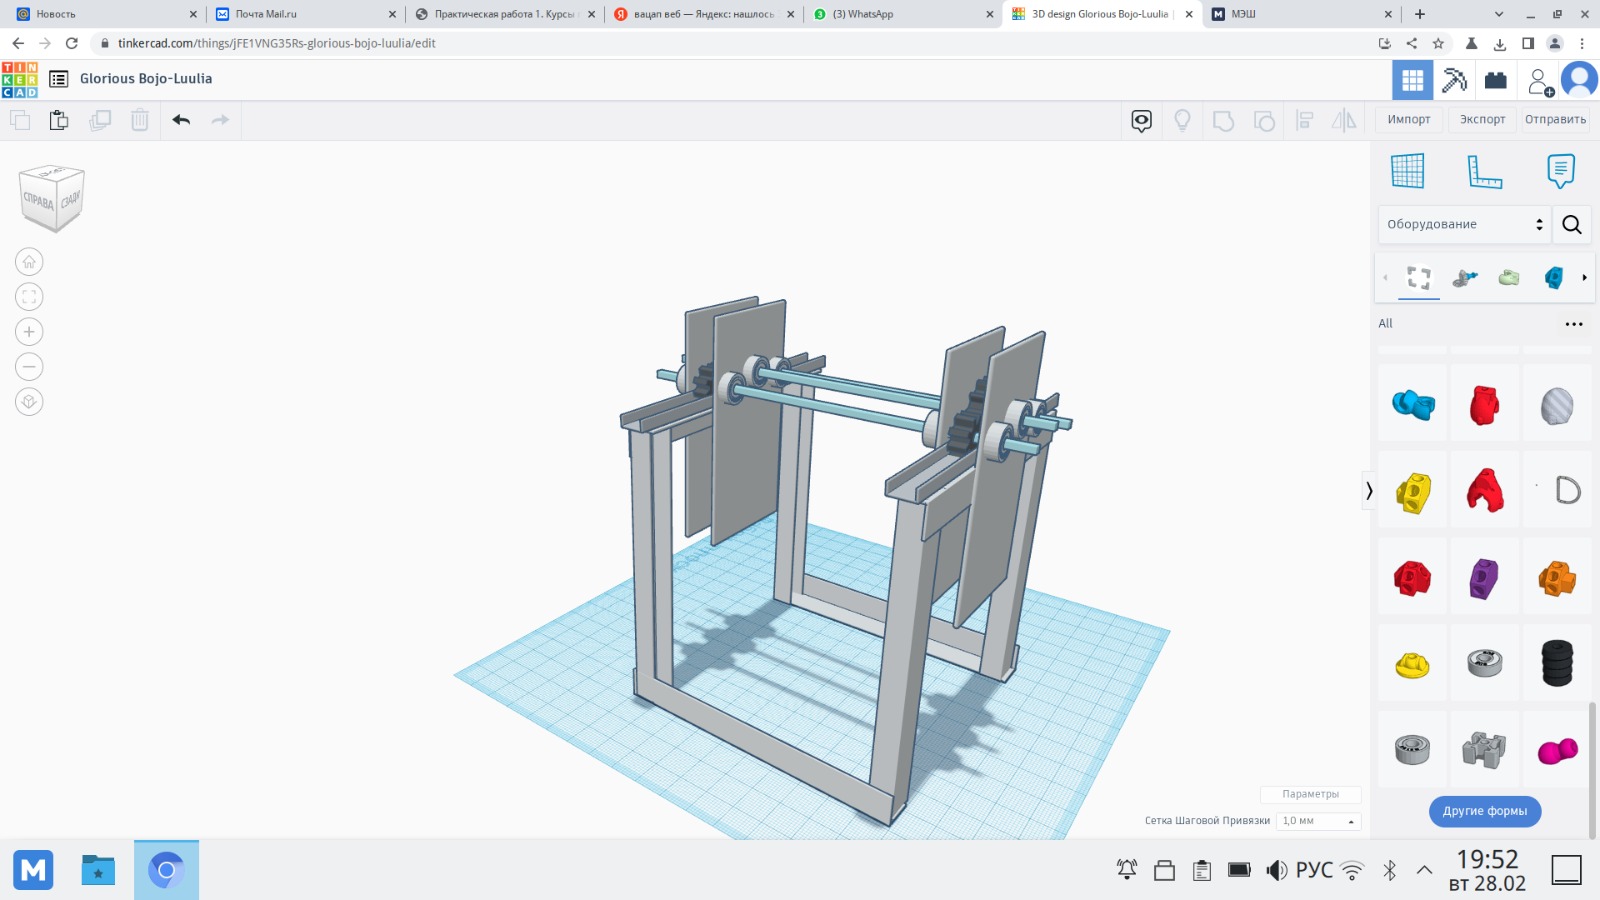 Новость
Почта Mail.ru
Практическая работа 1. Курсы
вацап веб — Яндекс: нашлось
(3) WhatsApp
3D design Glorious Bojo-Luulia
МЭШ
tinkercad.com/things/jFE1VNG35Rs-glorious-bojo-luulia/edit
TIN
KER
CAD
Glorious Bojo-Luulia
Импорт
Экспорт
Отправить
СПРАВА
СЗАДИ
Оборудование
All
Другие формы
Параметры
Сетка Шаговой Привязки
1,0 мм
M
РУС
19:52
вт 28.02